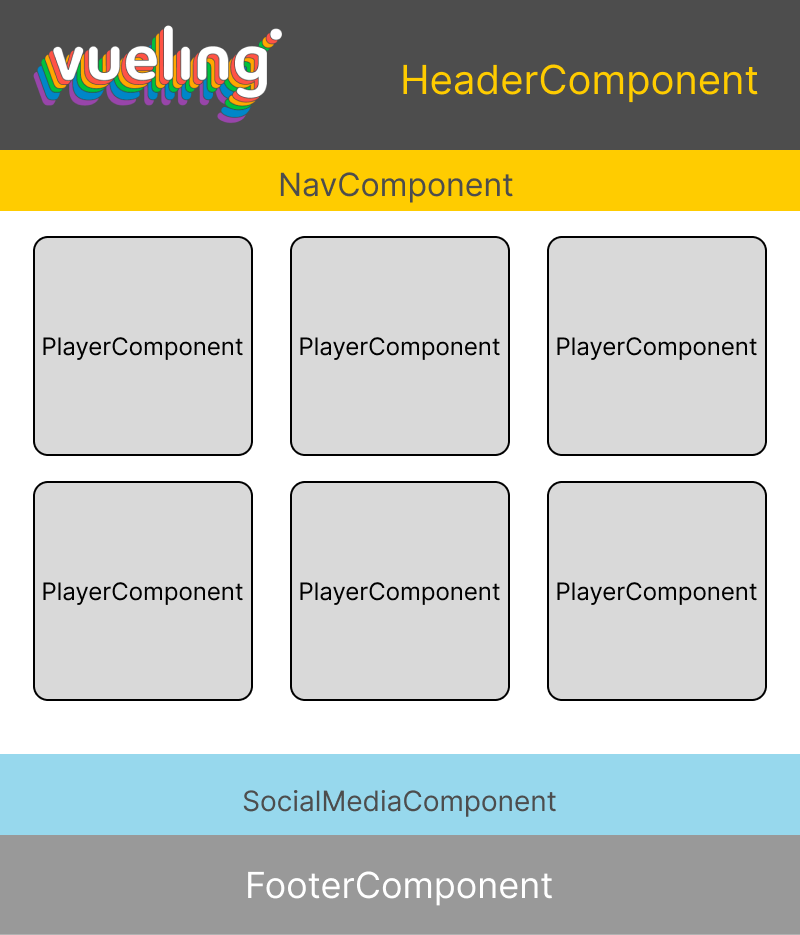 vueling
HeaderComponent
NavComponent
PlayerComponent
PlayerComponent
PlayerComponent
PlayerComponent
PlayerComponent
PlayerComponent
SocialMediaComponent
FooterComponent